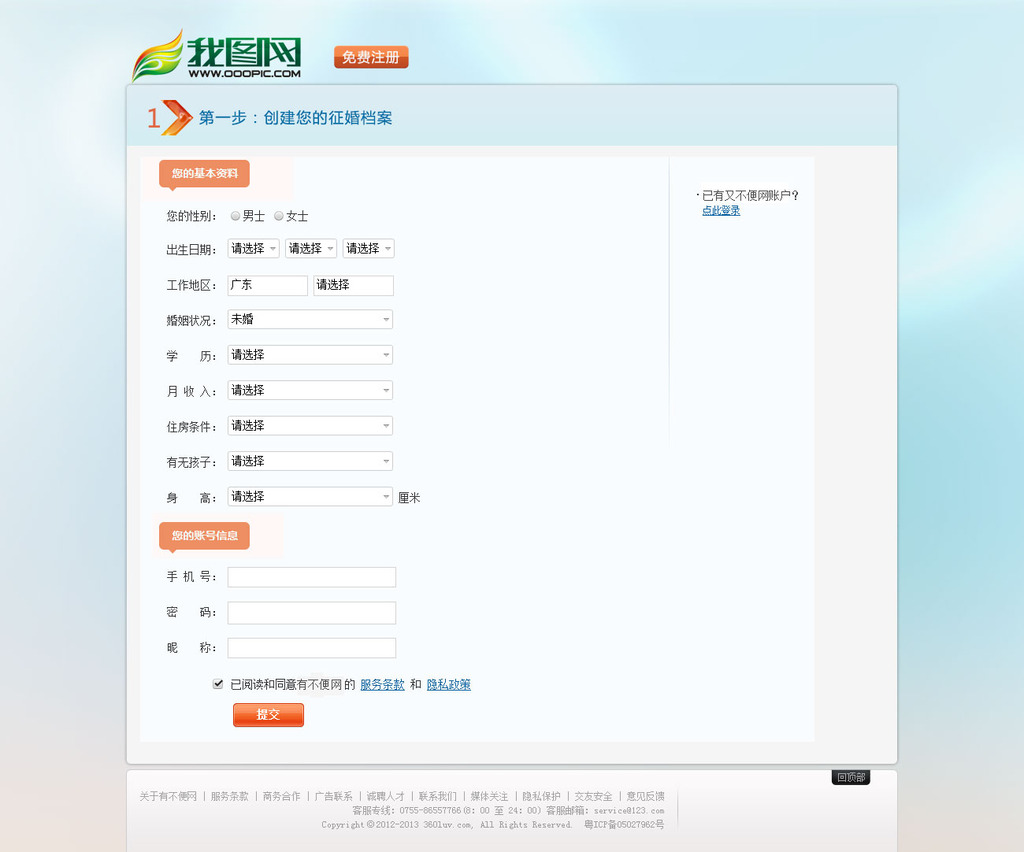 我图网
WWW.OOOPIC.COM
免费注册
1 第一步：创建您的征婚档案
您的基本资料
·已有又不便网账户？
点此登录
您的性别： 男士 女士
出生日期： 请选择 请选择 请选择
工作地区： 广东 请选择
婚姻状况： 未婚
学 历： 请选择
月 收 入： 请选择
住房条件： 请选择
有无孩子： 请选择
身 高： 请选择 厘米
您的账号信息
手 机 号：
密 码：
昵 称：
已阅读和同意有不便网的 服务条款 和 隐私政策
提交
回顶部
关于有不便网 | 服务条款 | 商务合作 | 广告联系 | 诚聘人才 | 联系我们 | 媒体关注 | 隐私保护 | 交友安全 | 意见反馈
客服专线：0755-86557766(8：00 至 24：00) 客服邮箱：service@123.com
Copyright©2012-2013 360luv.com, All Rights Reserved. 粤ICP备05027962号